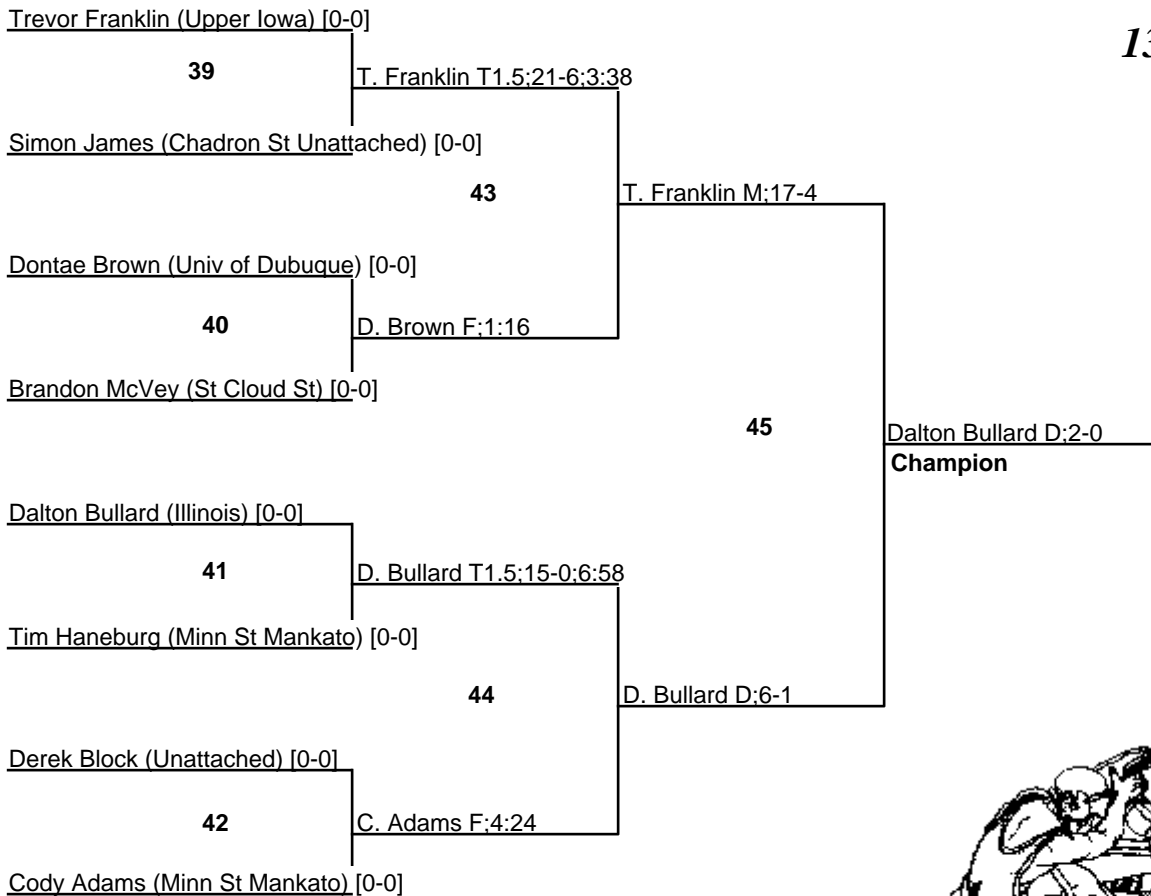 Trevor Franklin (Upper Iowa) [0-0]
13
39
T. Franklin T1.5;21-6;3:38
Simon James (Chadron St Unattached) [0-0]
43
T. Franklin M;17-4
Dontae Brown (Univ of Dubuque) [0-0]
40
D. Brown F;1:16
Brandon McVey (St Cloud St) [0-0]
45
Dalton Bullard D;2-0
Champion
Dalton Bullard (Illinois) [0-0]
41
D. Bullard T1.5;15-0;6:58
Tim Haneburg (Minn St Mankato) [0-0]
44
D. Bullard D;6-1
Derek Block (Unattached) [0-0]
42
C. Adams F;4:24
Cody Adams (Minn St Mankato) [0-0]